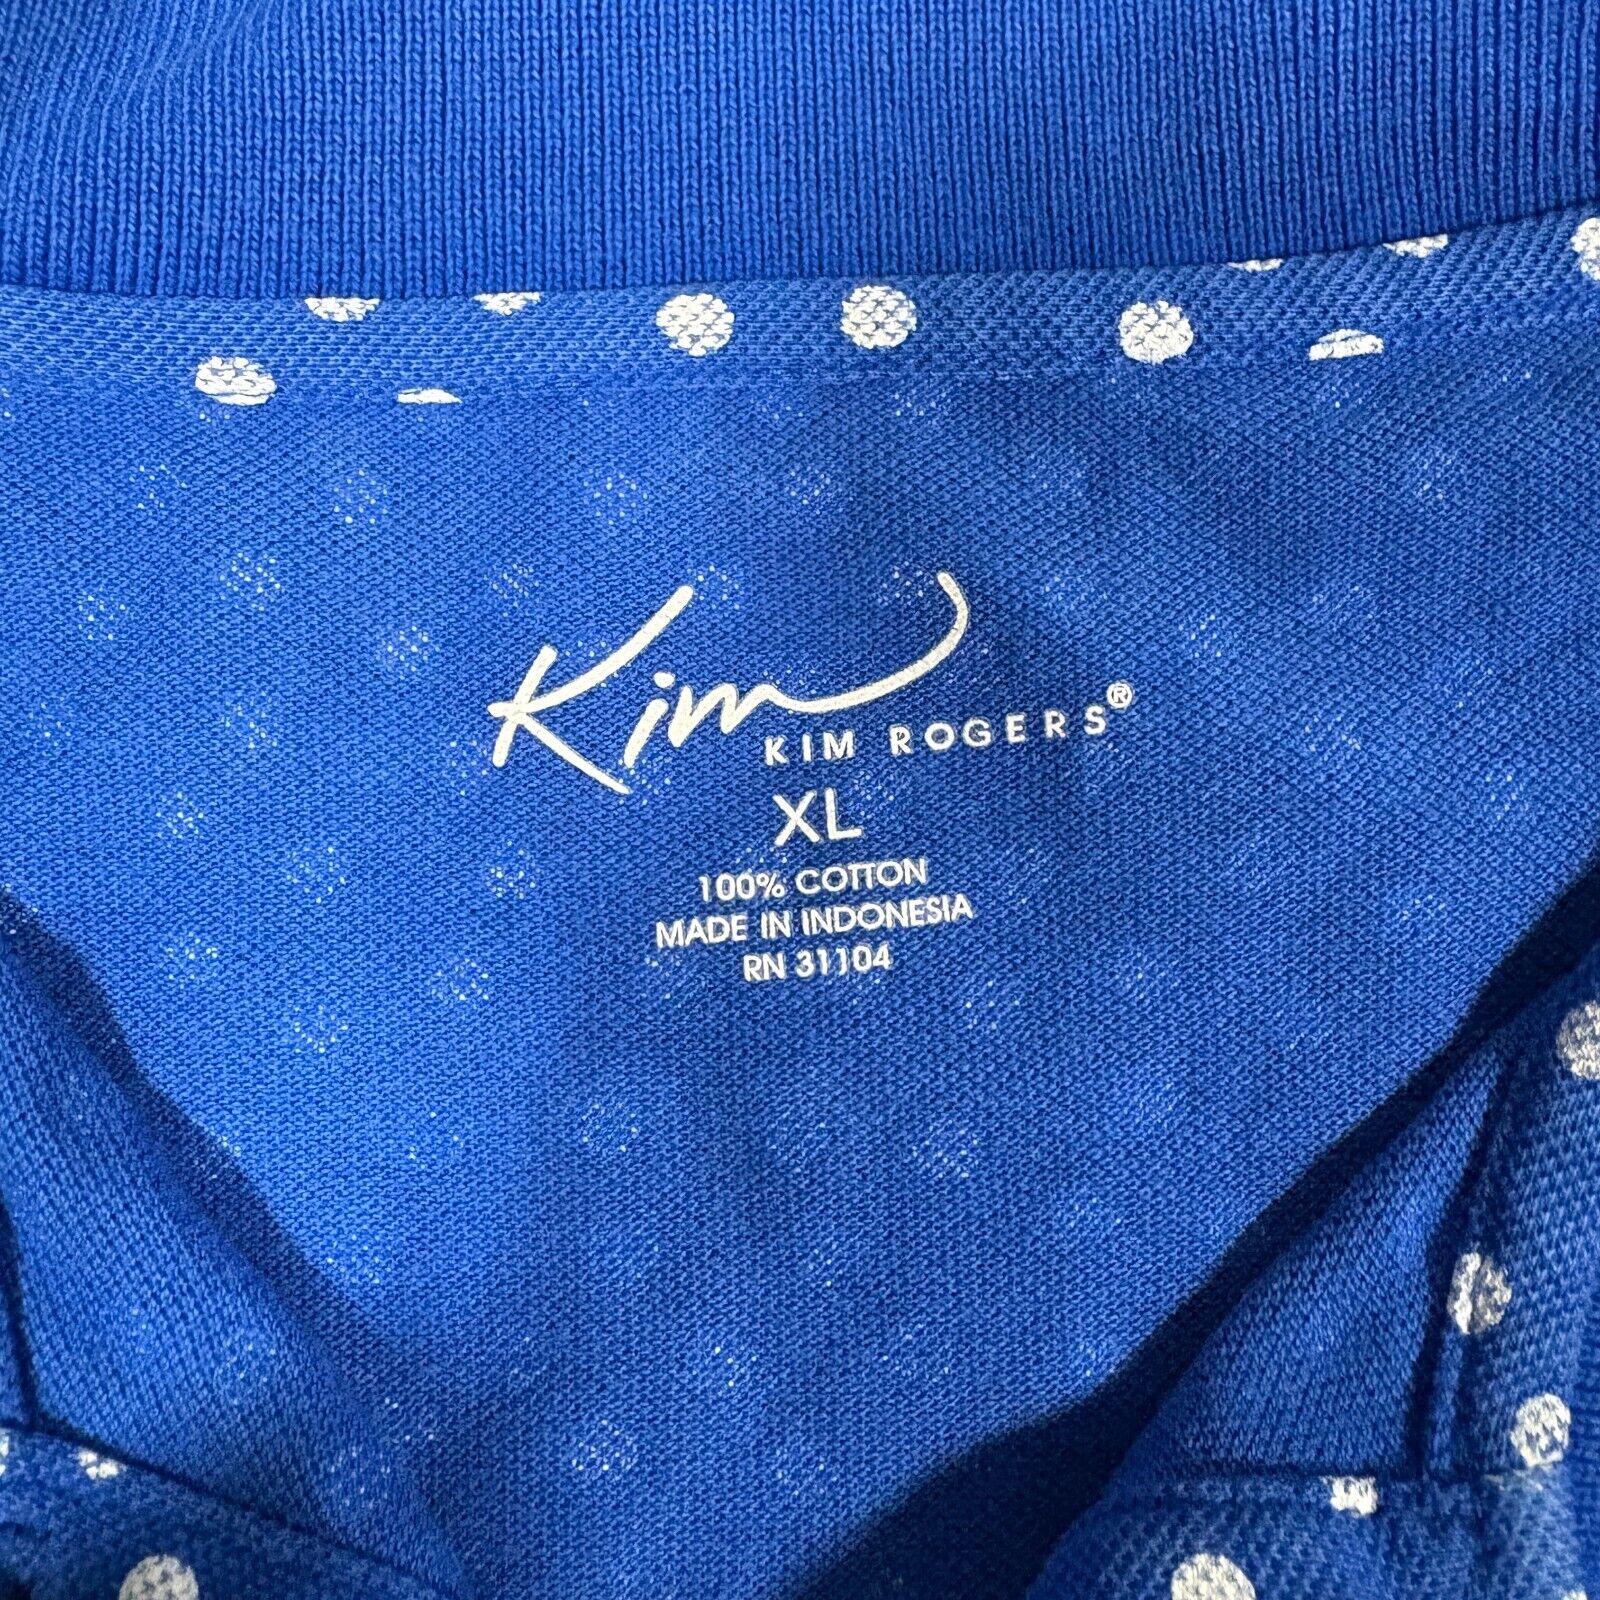 Kim
KIM ROGERS®
XL
100% COTTON
MADE IN INDONESIA
RN 31104